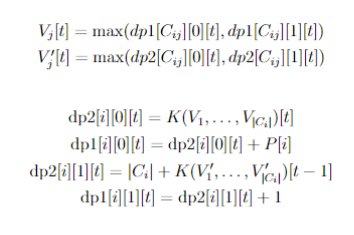 V_j[t] = max(dp1[C_{ij}][0][t], dp1[C_{ij}][1][t])
V'_j[t] = max(dp2[C_{ij}][0][t], dp2[C_{ij}][1][t])
dp2[i][0][t] = K(V_1, . . . , V_{|C_i|})[t]
dp1[i][0][t] = dp2[i][0][t] + P[i]
dp2[i][1][t] = |C_i| + K(V'_1, . . . , V'_{|C_i|})[t − 1]
dp1[i][1][t] = dp2[i][1][t] + 1